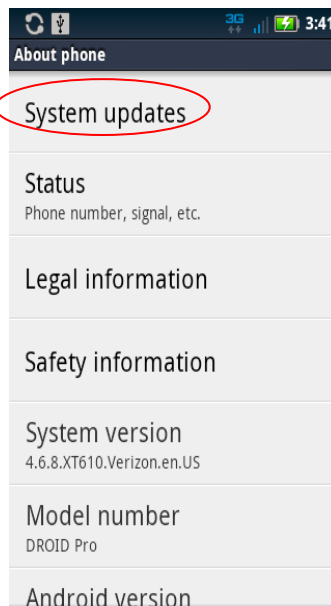 3G 3:41
About phone
System updates
Status
Phone number, signal, etc.
Legal information
Safety information
System version
4.6.8.XT610.Verizon.en.US
Model number
DROID Pro
Android version